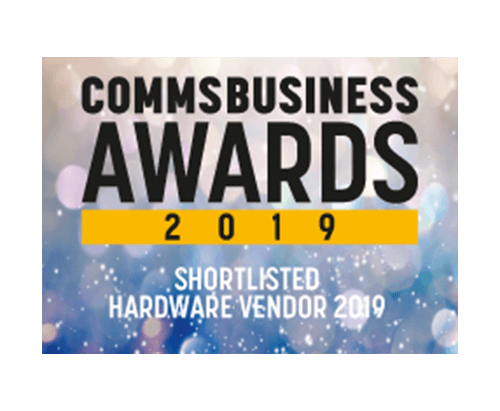 COMMSBUSINESS
AWARDS
2019
SHORTLISTED
HARDWARE VENDOR 2019